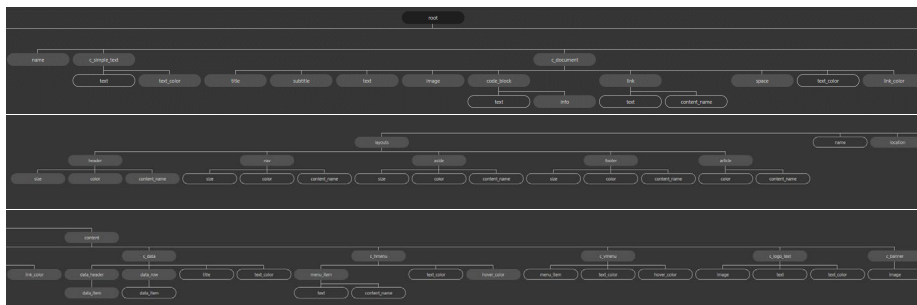 root
name c_simple_text c_document
text text_color title subtitle text image code_block link space text_color link_color
text info text content_name
layouts name location
header nav aside footer article
size color content_name size color content_name size color content_name size color content_name color content_name
content
c_data c_hmenu c_vmenu c_logo_text c_banner
link_color data_header data_row title text_color menu_item text_color hover_color menu_item text_color hover_color image text text_color image
data_item data_item text content_name